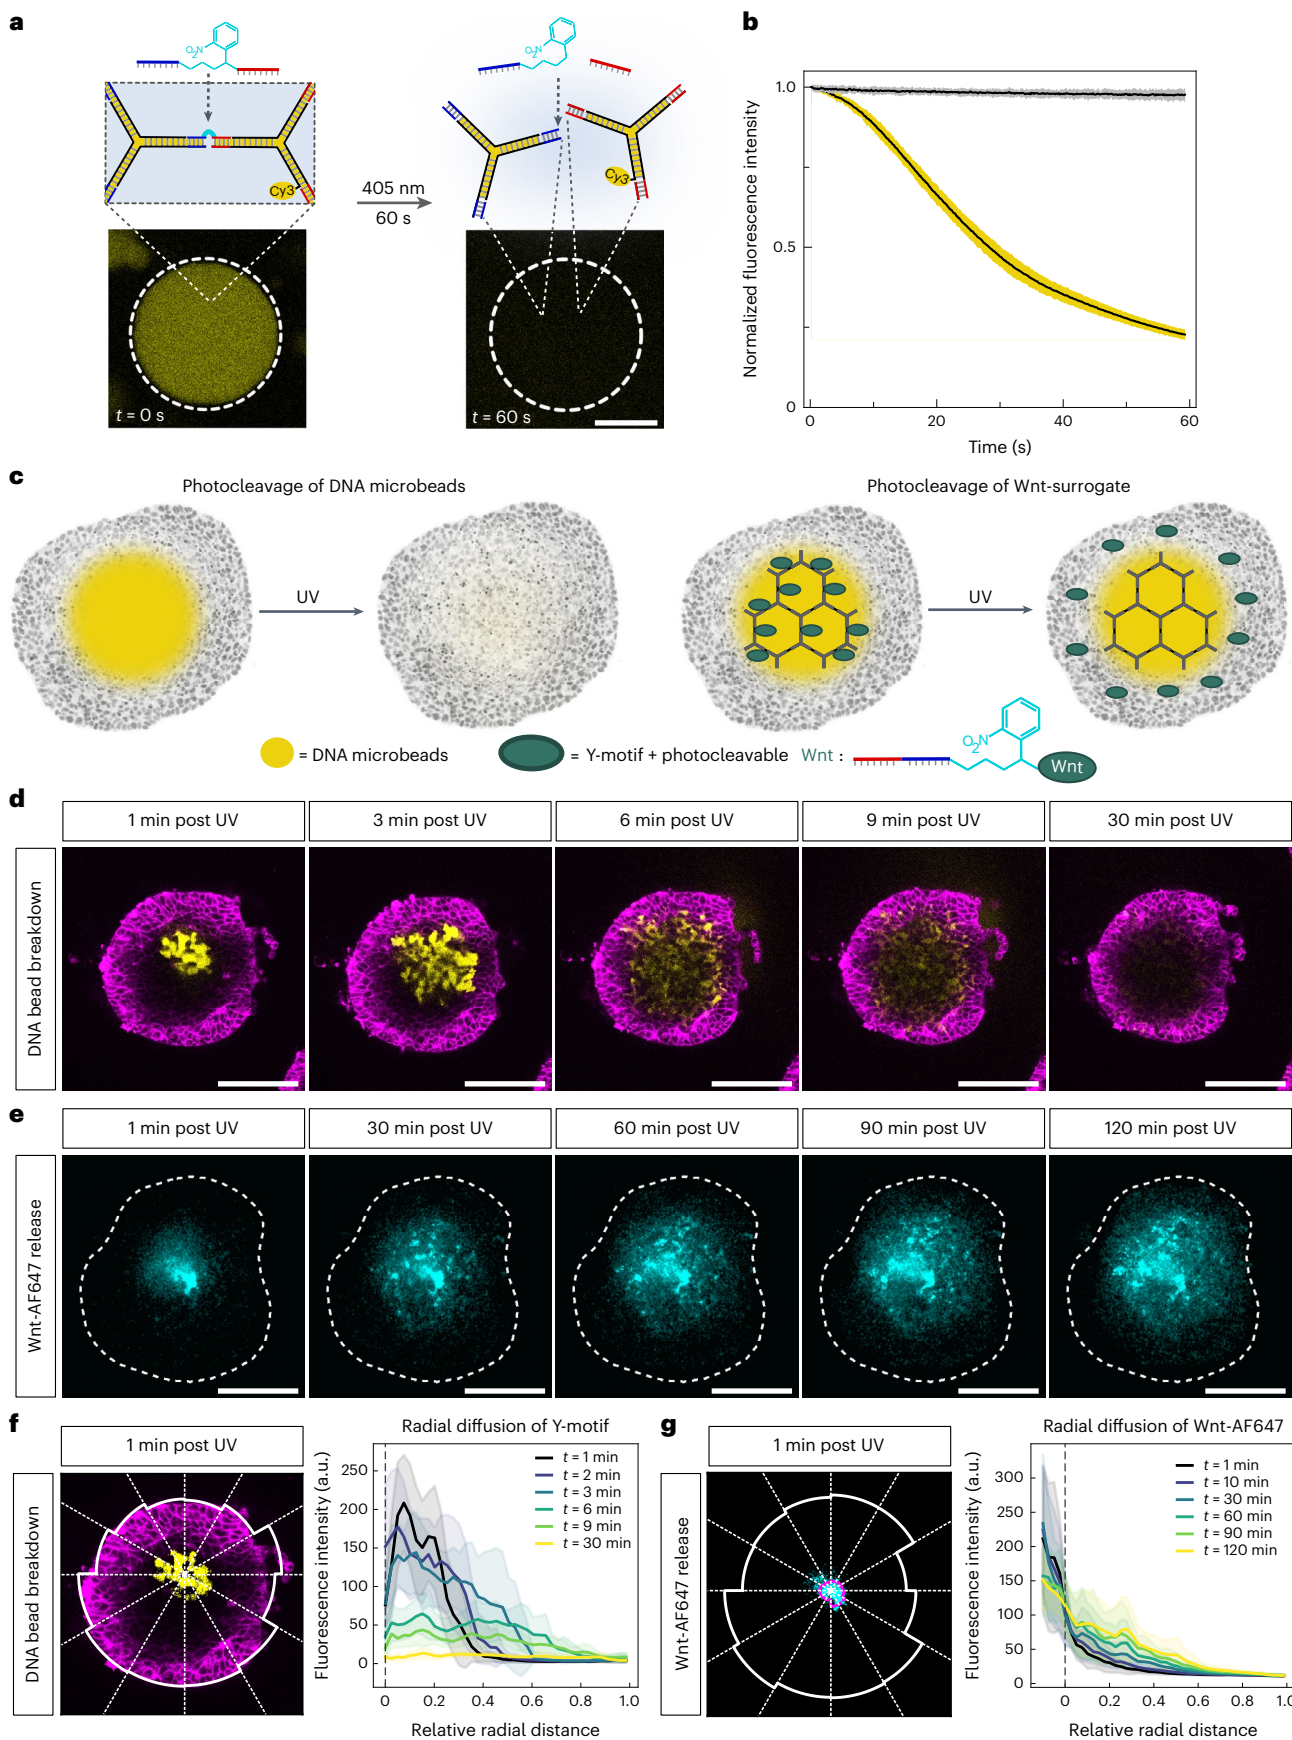 a
O2N
Cy3
405 nm
60 s
O2N
Cy3
t = 0 s
t = 60 s
b
Normalized fluorescence intensity
1.0
0.5
0
0
20
40
60
Time (s)
c
Photocleavage of DNA microbeads
Photocleavage of Wnt-surrogate
UV
UV
= DNA microbeads
= Y-motif + photocleavable Wnt :
O2N
Wnt
d
1 min post UV
3 min post UV
6 min post UV
9 min post UV
30 min post UV
DNA bead breakdown
e
1 min post UV
30 min post UV
60 min post UV
90 min post UV
120 min post UV
Wnt-AF647 release
f
1 min post UV
DNA bead breakdown
Radial diffusion of Y-motif
Fluorescence intensity (a.u.)
250
200
150
100
50
0
t = 1 min
t = 2 min
t = 3 min
t = 6 min
t = 9 min
t = 30 min
0
0.2
0.4
0.6
0.8
1.0
Relative radial distance
g
1 min post UV
Wnt-AF647 release
Radial diffusion of Wnt-AF647
Fluorescence intensity (a.u.)
300
250
200
150
100
50
0
t = 1 min
t = 10 min
t = 30 min
t = 60 min
t = 90 min
t = 120 min
0
0.2
0.4
0.6
0.8
1.0
Relative radial distance